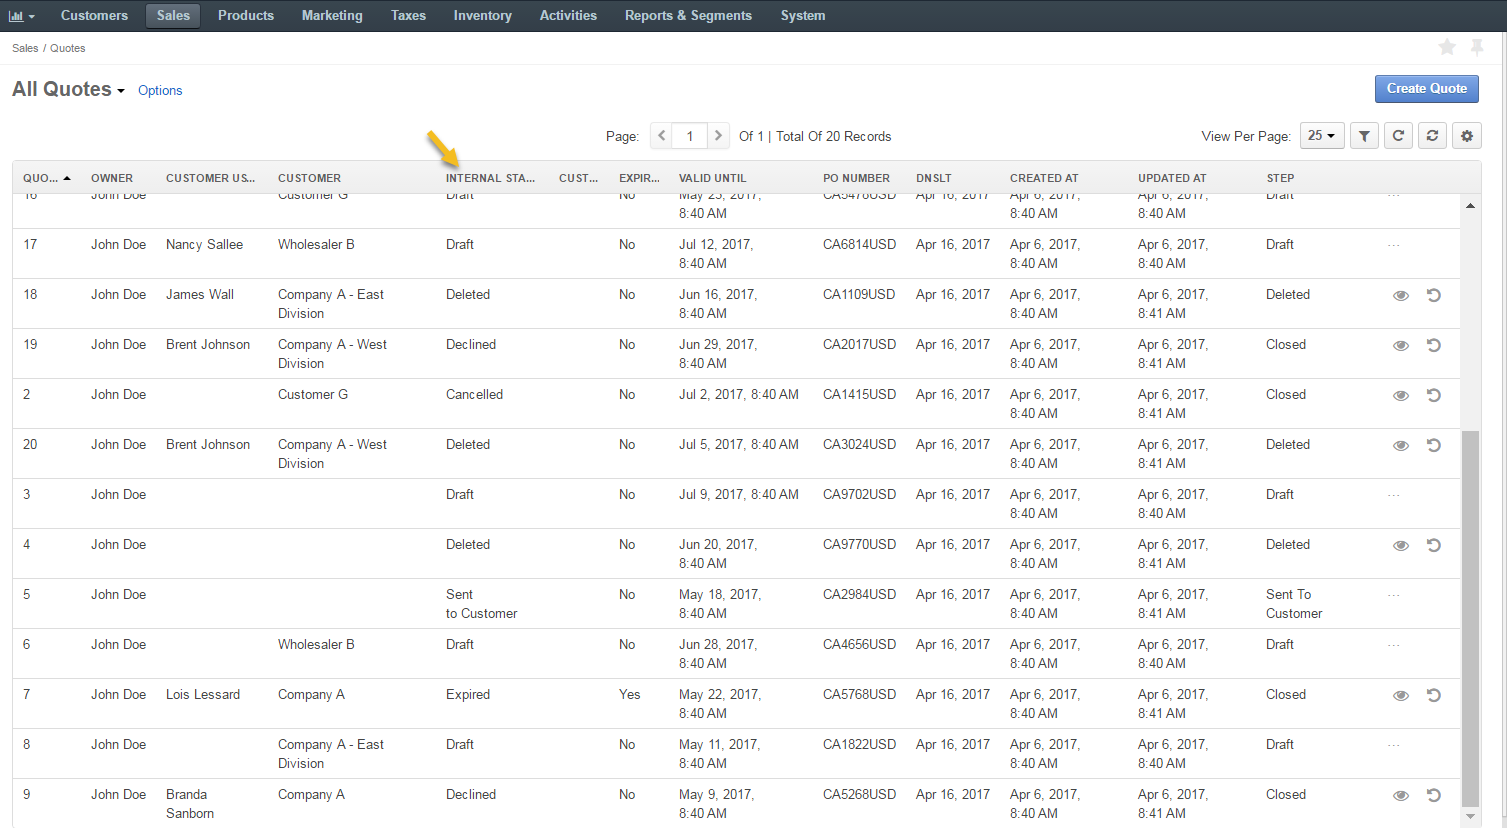 Customers Sales Products Marketing Taxes Inventory Activities Reports & Segments System
Sales / Quotes
All Quotes Options Create Quote
Page: 1 Of 1 | Total Of 20 Records View Per Page: 25
QUO... OWNER CUSTOMER US... CUSTOMER INTERNAL STA... CUST... EXPIR... VALID UNTIL PO NUMBER DNSLT CREATED AT UPDATED AT STEP
16 John Doe Customer G Draft No May 25, 2017, CA5478USD Apr 16, 2017 Apr 6, 2017, Apr 6, 2017, Draft ...
8:40 AM 8:40 AM 8:40 AM
17 John Doe Nancy Sallee Wholesaler B Draft No Jul 12, 2017, CA6814USD Apr 16, 2017 Apr 6, 2017, Apr 6, 2017, Draft ...
8:40 AM 8:40 AM 8:40 AM
18 John Doe James Wall Company A - East Deleted No Jun 16, 2017, CA1109USD Apr 16, 2017 Apr 6, 2017, Apr 6, 2017, Deleted
Division 8:40 AM 8:40 AM 8:41 AM
19 John Doe Brent Johnson Company A - West Declined No Jun 29, 2017, CA2017USD Apr 16, 2017 Apr 6, 2017, Apr 6, 2017, Closed
Division 8:40 AM 8:40 AM 8:41 AM
2 John Doe Customer G Cancelled No Jul 2, 2017, 8:40 AM CA1415USD Apr 16, 2017 Apr 6, 2017, Apr 6, 2017, Closed
8:40 AM 8:41 AM
20 John Doe Brent Johnson Company A - West Deleted No Jul 5, 2017, 8:40 AM CA3024USD Apr 16, 2017 Apr 6, 2017, Apr 6, 2017, Deleted
Division 8:40 AM 8:41 AM
3 John Doe Draft No Jul 9, 2017, 8:40 AM CA9702USD Apr 16, 2017 Apr 6, 2017, Apr 6, 2017, Draft ...
8:40 AM 8:40 AM
4 John Doe Deleted No Jun 20, 2017, CA9770USD Apr 16, 2017 Apr 6, 2017, Apr 6, 2017, Deleted
8:40 AM 8:40 AM 8:41 AM
5 John Doe Sent No May 18, 2017, CA2984USD Apr 16, 2017 Apr 6, 2017, Apr 6, 2017, Sent To ...
to Customer 8:40 AM 8:40 AM 8:41 AM Customer
6 John Doe Wholesaler B Draft No Jun 28, 2017, CA4656USD Apr 16, 2017 Apr 6, 2017, Apr 6, 2017, Draft ...
8:40 AM 8:40 AM 8:40 AM
7 John Doe Lois Lessard Company A Expired Yes May 22, 2017, CA5768USD Apr 16, 2017 Apr 6, 2017, Apr 6, 2017, Closed
8:40 AM 8:40 AM 8:41 AM
8 John Doe Company A - East Draft No May 11, 2017, CA1822USD Apr 16, 2017 Apr 6, 2017, Apr 6, 2017, Draft ...
Division 8:40 AM 8:40 AM 8:40 AM
9 John Doe Branda Company A Declined No May 9, 2017, CA5268USD Apr 16, 2017 Apr 6, 2017, Apr 6, 2017, Closed
Sanborn 8:40 AM 8:40 AM 8:41 AM